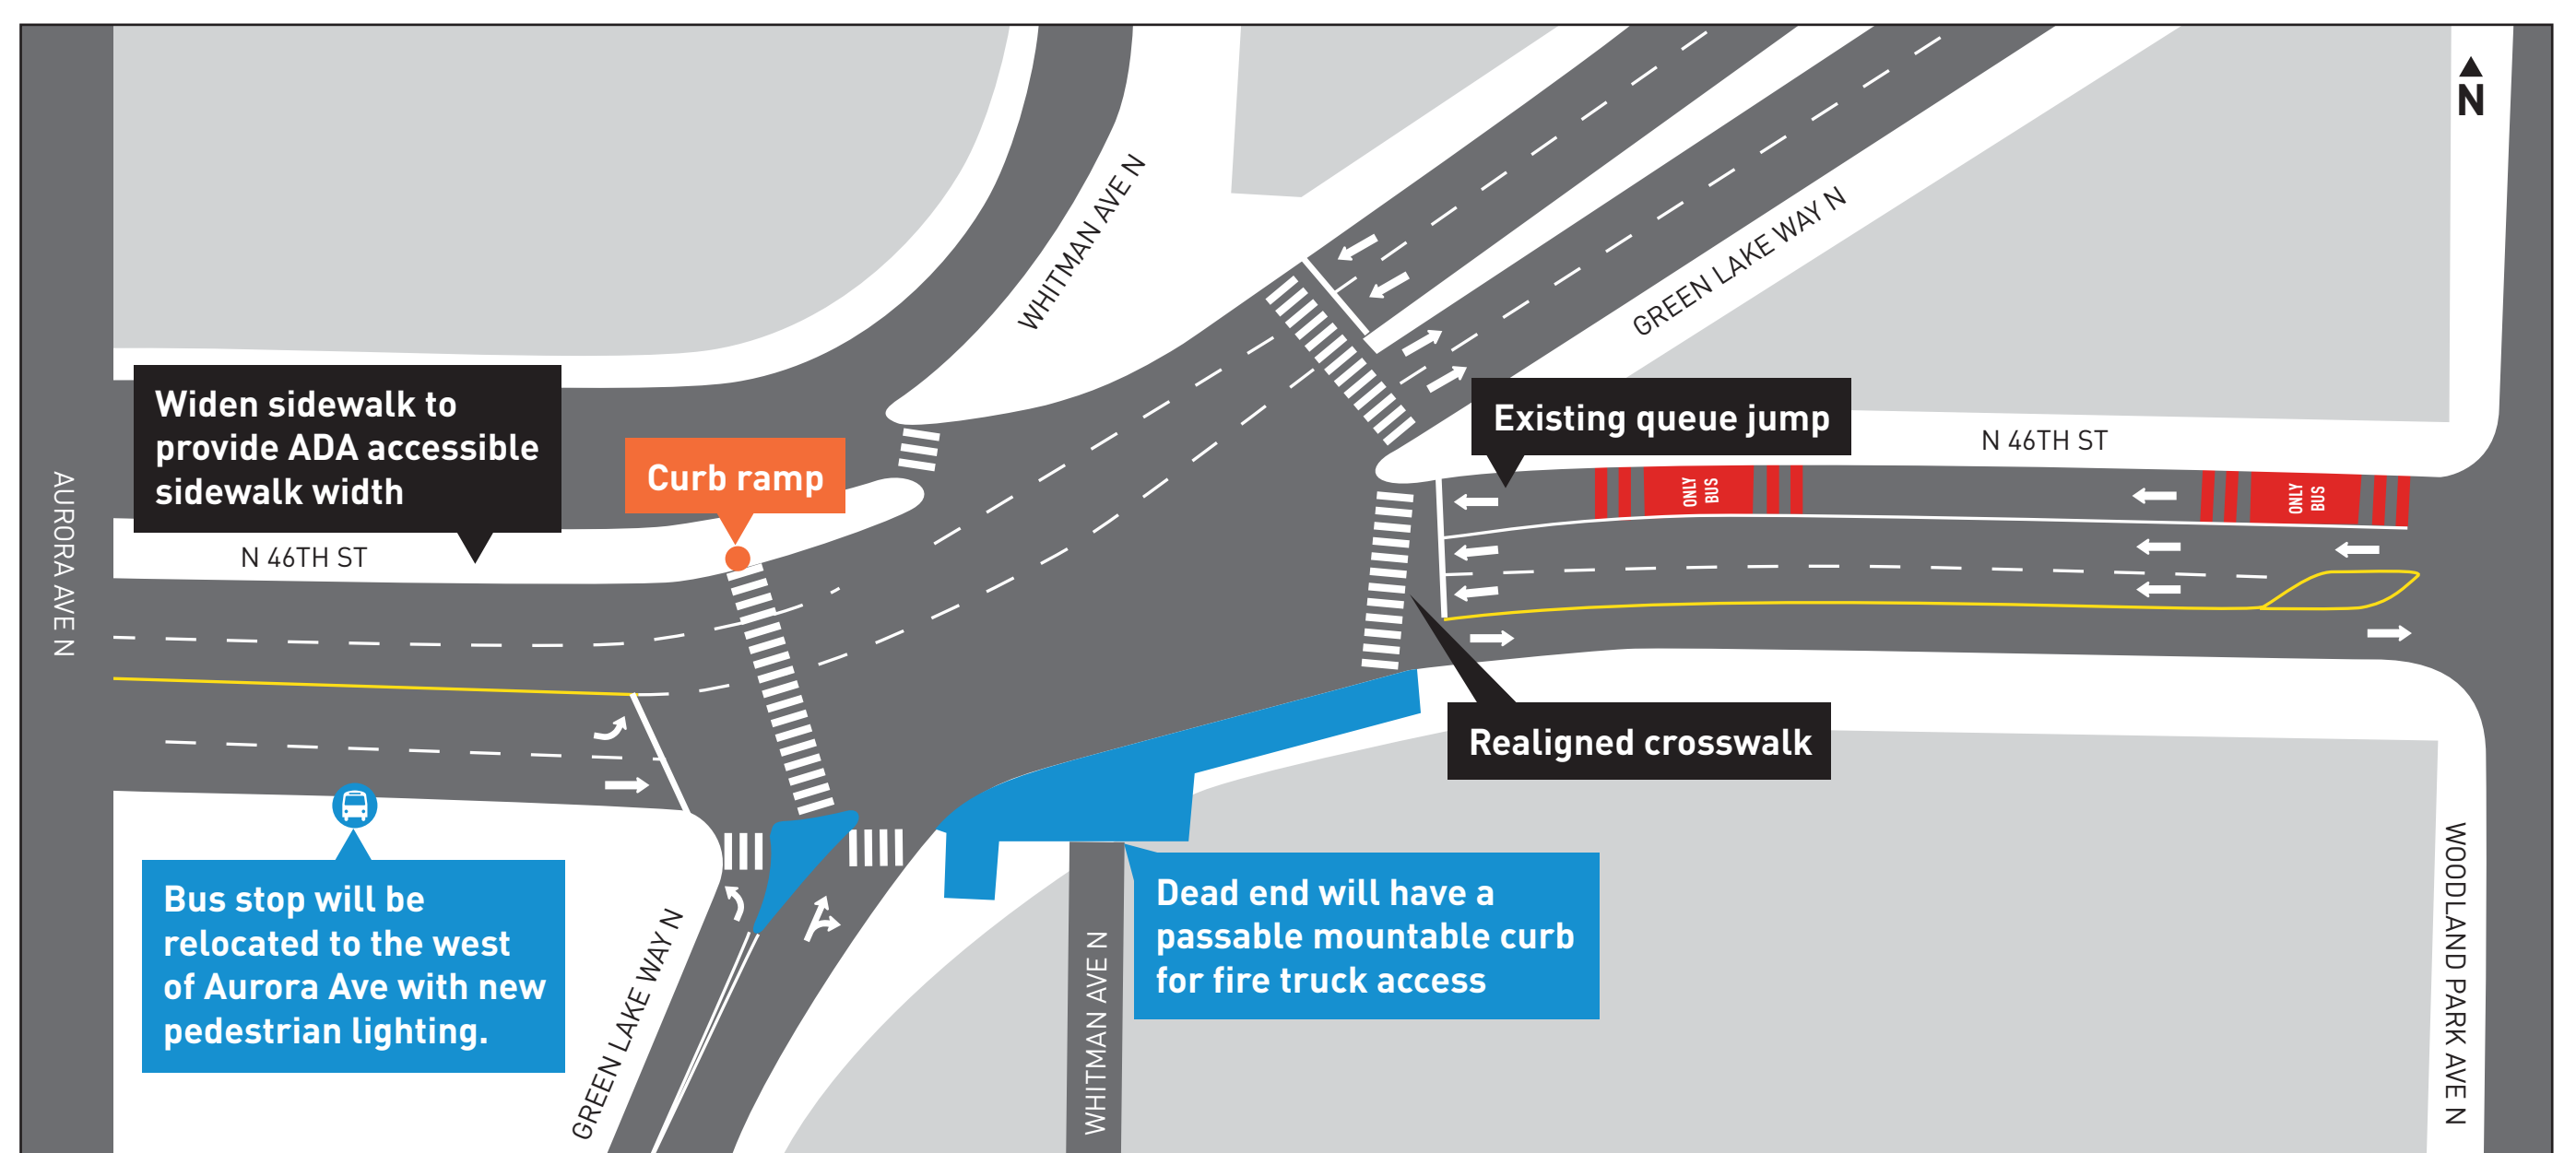 N
WHITMAN AVE N
GREEN LAKE WAY N
Widen sidewalk to
provide ADA accessible
sidewalk width
Curb ramp
Existing queue jump
N 46TH ST
ONLY
BUS
ONLY
BUS
AURORA AVE N
N 46TH ST
Realigned crosswalk
Bus stop will be
relocated to the west
of Aurora Ave with new
pedestrian lighting.
GREEN LAKE WAY N
WHITMAN AVE N
Dead end will have a
passable mountable curb
for fire truck access
WOODLAND PARK AVE N